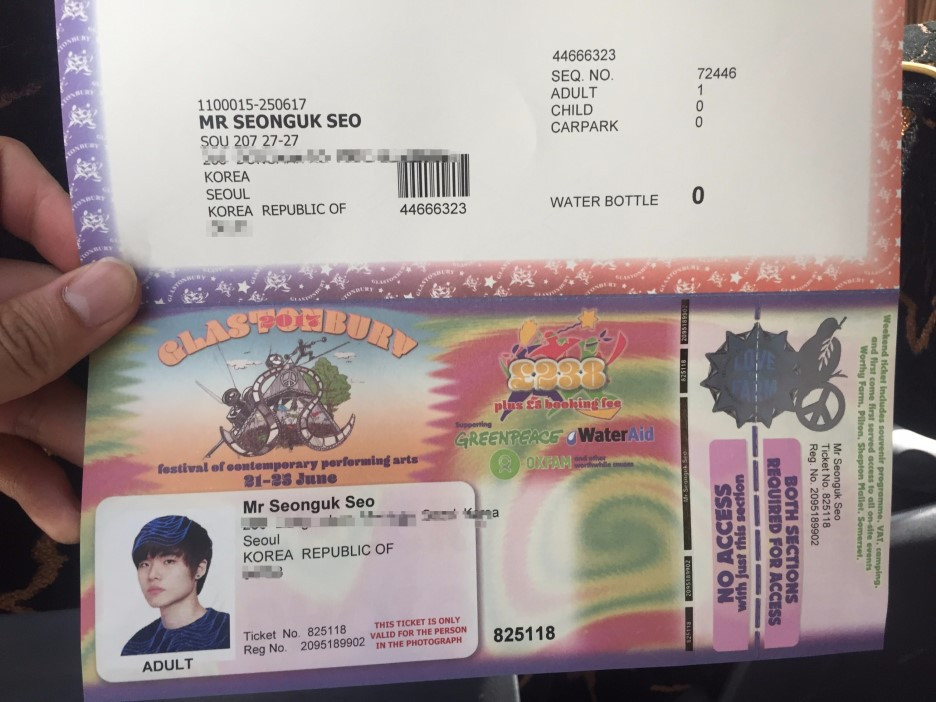 1100015-250617
MR SEONGUK SEO
SOU 207 27-27
KOREA
SEOUL
KOREA REPUBLIC OF
44666323
44666323
SEQ. NO. 72446
ADULT 1
CHILD 0
CARPARK 0
WATER BOTTLE 0
GLASTONBURY
2017
festival of contemporary performing arts
21-25 June
£238
plus £5 booking fee
Supporting
GREENPEACE WaterAid
OXFAM and other worthwhile causes
Mr Seonguk Seo
Seoul
KOREA REPUBLIC OF
Ticket No. 825118
Reg No. 2095189902
THIS TICKET IS ONLY
VALID FOR THE PERSON
IN THE PHOTOGRAPH
ADULT
825118
NO ACCESS
with just this section
BOTH SECTIONS
REQUIRED FOR ACCESS
Mr Seonguk Seo
Ticket No. 825118
Reg. No. 2095189902
Weekend ticket includes souvenir programme, VAT, camping,
and first come first served access to all on-site events
Worthy Farm, Pilton, Shepton Mallet, Somerset.